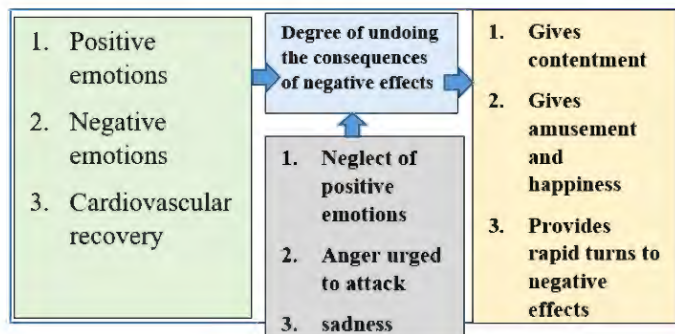 1. Positive
emotions
2. Negative
emotions
3. Cardiovascular
recovery
Degree of undoing
the consequences
of negative effects
1. Neglect of
positive
emotions
2. Anger urged
to attack
3. sadness
1. Gives
contentment
2. Gives
amusement
and
happiness
3. Provides
rapid turns to
negative
effects